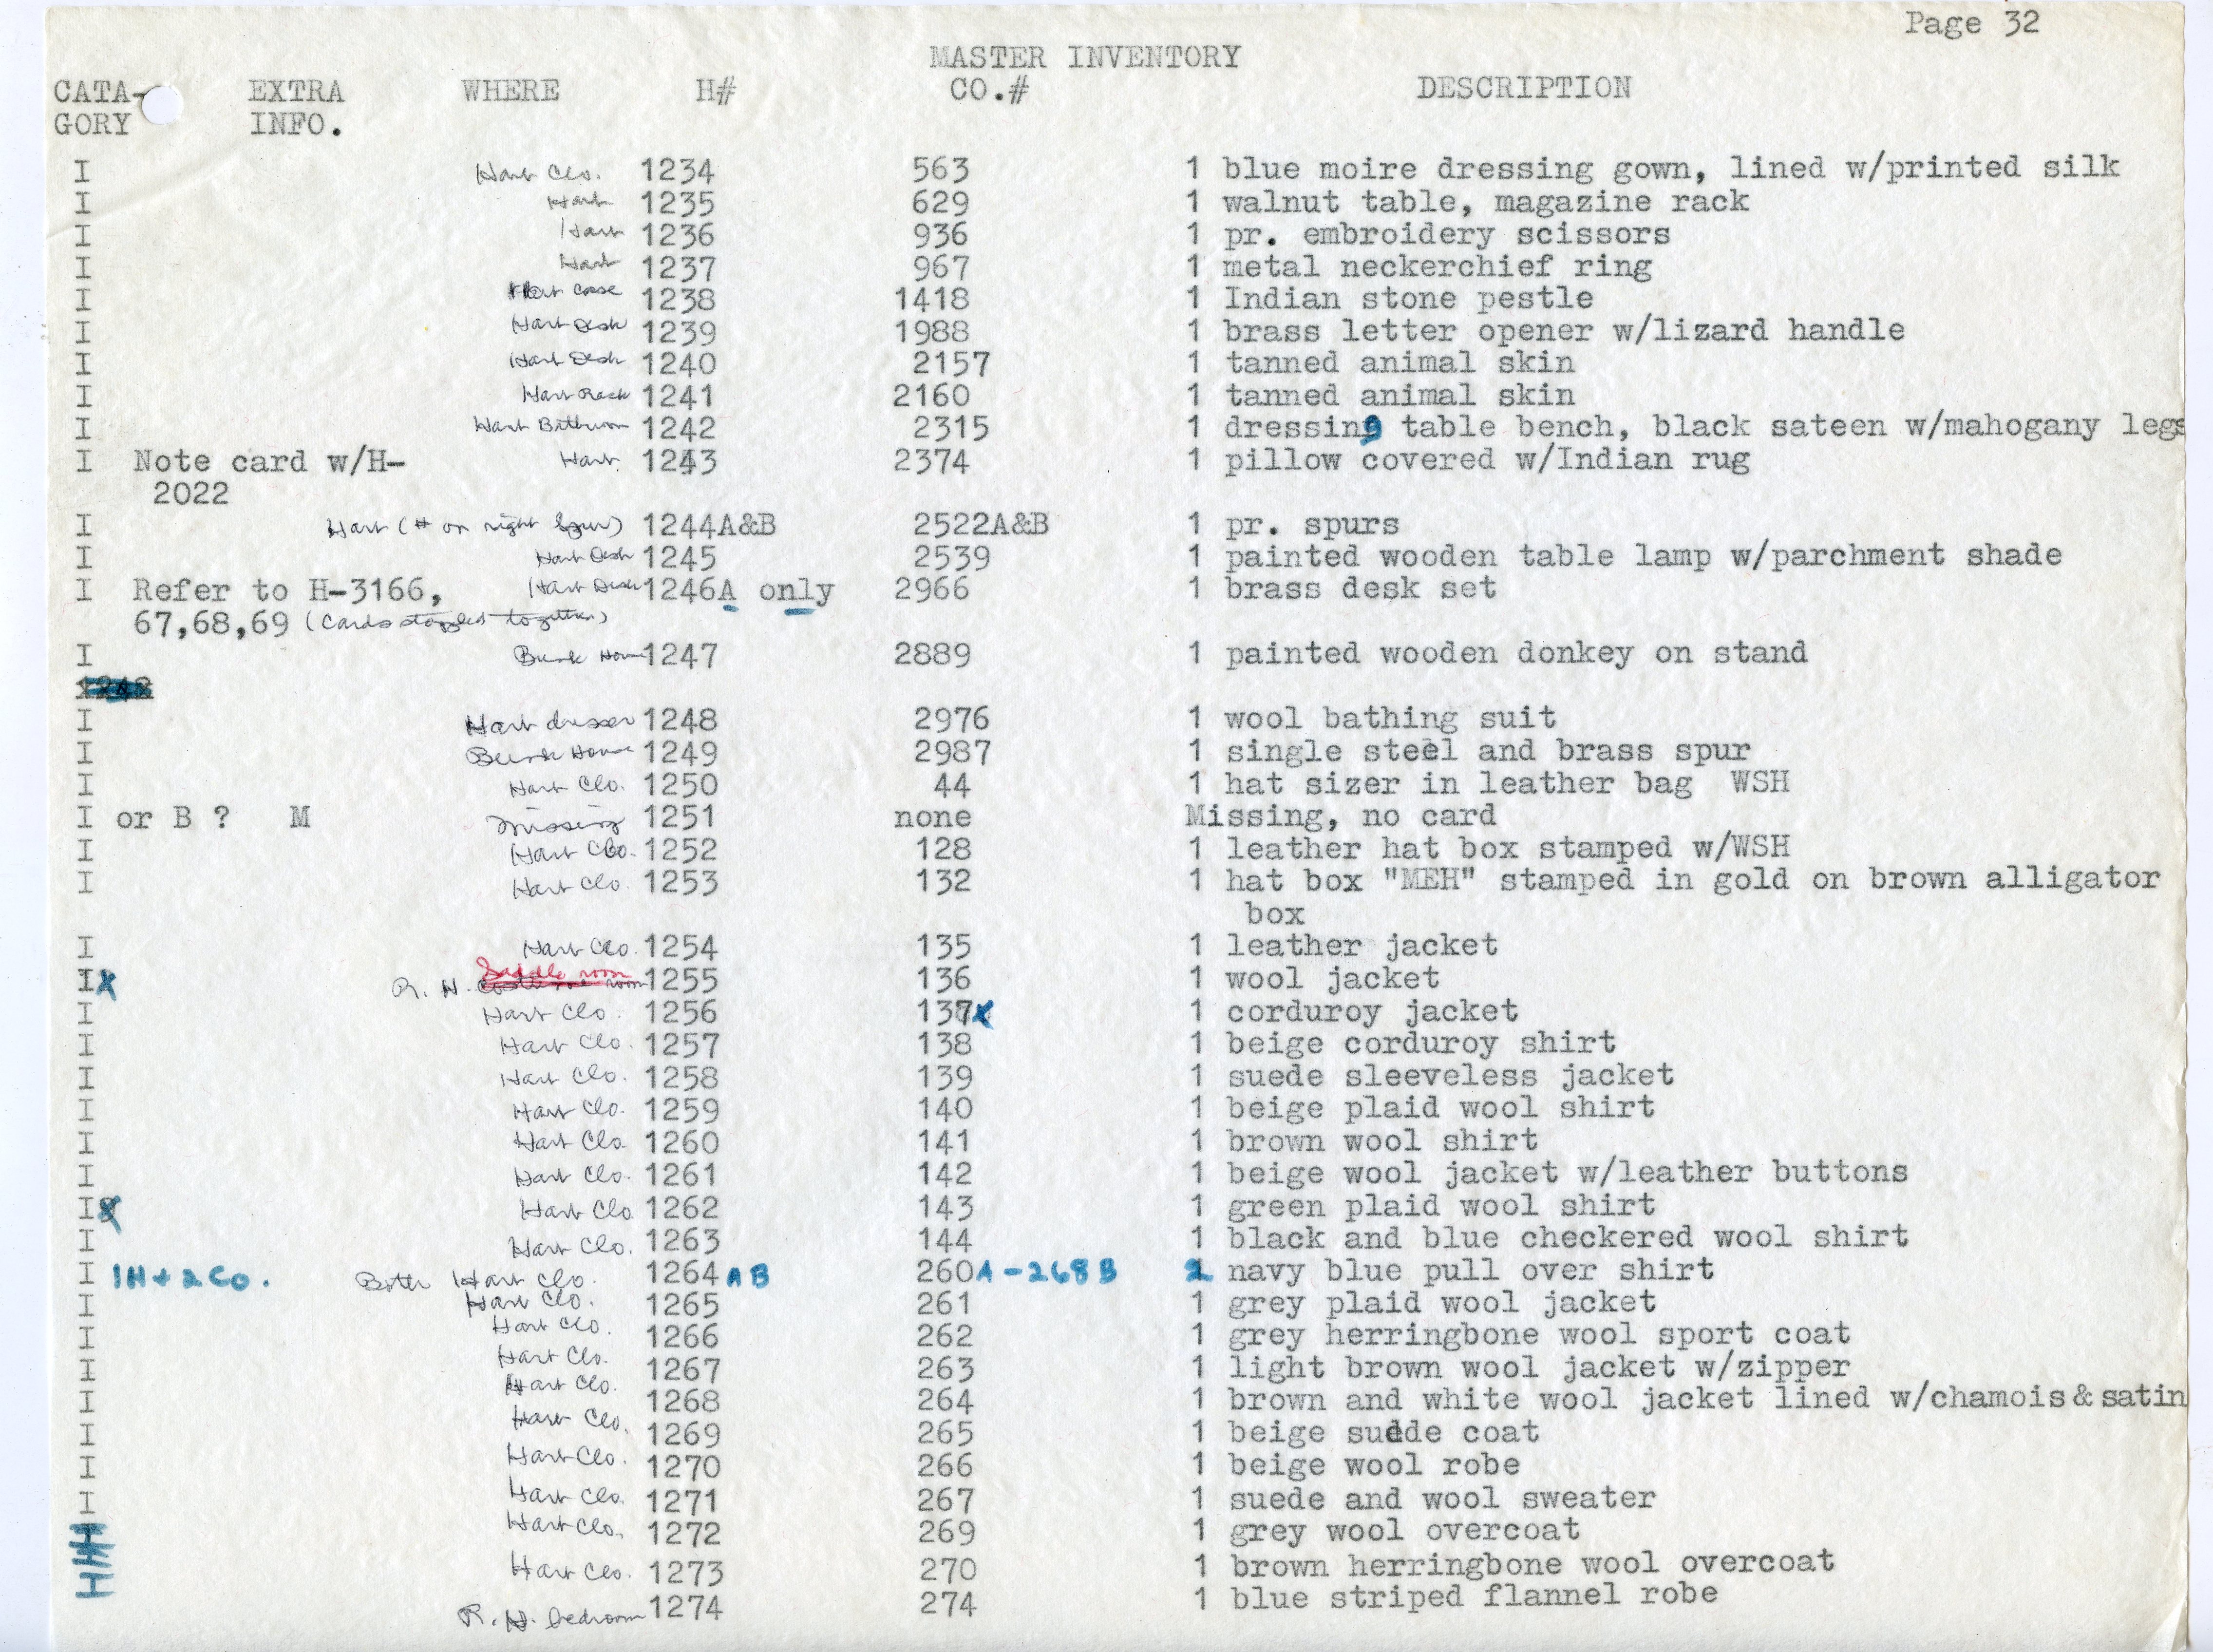 Page 32
MASTER INVENTORY
CATA- EXTRA WHERE H# CO.# DESCRIPTION
GORY INFO.
I Hart Clo. 1234 563 1 blue moire dressing gown, lined w/printed silk
I Hart 1235 629 1 walnut table, magazine rack
I Hart 1236 936 1 pr. embroidery scissors
I Hart 1237 967 1 metal neckerchief ring
I Hart case 1238 1418 1 Indian stone pestle
I Hart Desk 1239 1988 1 brass letter opener w/lizard handle
I Hart Desk 1240 2157 1 tanned animal skin
I Hart Rack 1241 2160 1 tanned animal skin
I Hart Bathroom 1242 2315 1 dressing table bench, black sateen w/mahogany legs
I Note card w/H- Hart 1243 2374 1 pillow covered w/Indian rug
2022
I Hart (# on right spur) 1244A&B 2522A&B 1 pr. spurs
I Hart Desk 1245 2539 1 painted wooden table lamp w/parchment shade
I Refer to H-3166, Hart Desk 1246A only 2966 1 brass desk set
67,68,69 (Cards stappled together)
I Bunk House 1247 2889 1 painted wooden donkey on stand
I Hart dresser 1248 2976 1 wool bathing suit
I Bunk House 1249 2987 1 single steel and brass spur
I Hart Clo. 1250 44 1 hat sizer in leather bag WSH
I or B ? M missing 1251 none Missing, no card
I Hart Clo. 1252 128 1 leather hat box stamped w/WSH
I Hart Clo. 1253 132 1 hat box "MEH" stamped in gold on brown alligator
box
I Hart Clo. 1254 135 1 leather jacket
Saddle room
I X R. H. 1255 136 1 wool jacket
I Hart Clo. 1256 137X 1 corduroy jacket
I Hart Clo. 1257 138 1 beige corduroy shirt
I Hart Clo. 1258 139 1 suede sleeveless jacket
I Hart Clo. 1259 140 1 beige plaid wool shirt
I Hart Clo. 1260 141 1 brown wool shirt
I Hart Clo. 1261 142 1 beige wool jacket w/leather buttons
I Hart Clo 1262 143 1 green plaid wool shirt
I Hart Clo. 1263 144 1 black and blue checkered wool shirt
I 1H + 2 Co. Both Hart Clo. 1264 A B 260A - 268 B 2 navy blue pull over shirt
I Hart Clo. 1265 261 1 grey plaid wool jacket
I Hart Clo. 1266 262 1 grey herringbone wool sport coat
I Hart Clo. 1267 263 1 light brown wool jacket w/zipper
I Hart Clo. 1268 264 1 brown and white wool jacket lined w/chamois & satin
I Hart Clo. 1269 265 1 beige suede coat
I Hart Clo. 1270 266 1 beige wool robe
I Hart Clo. 1271 267 1 suede and wool sweater
I Hart Clo. 1272 269 1 grey wool overcoat
I Hart Clo. 1273 270 1 brown herringbone wool overcoat
I R. H. bedroom 1274 274 1 blue striped flannel robe